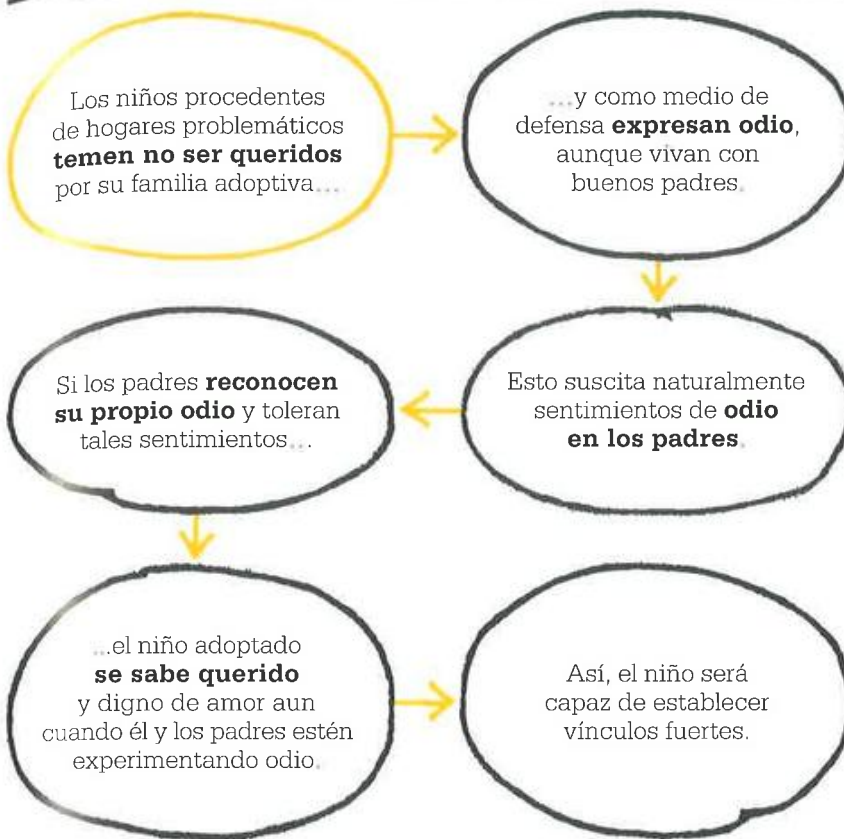 Los niños procedentes
de hogares problemáticos
temen no ser queridos
por su familia adoptiva...
...y como medio de
defensa expresan odio,
aunque vivan con
buenos padres.
Esto suscita naturalmente
sentimientos de odio
en los padres.
Si los padres reconocen
su propio odio y toleran
tales sentimientos...
...el niño adoptado
se sabe querido
y digno de amor aun
cuando él y los padres estén
experimentando odio.
Así, el niño será
capaz de establecer
vínculos fuertes.